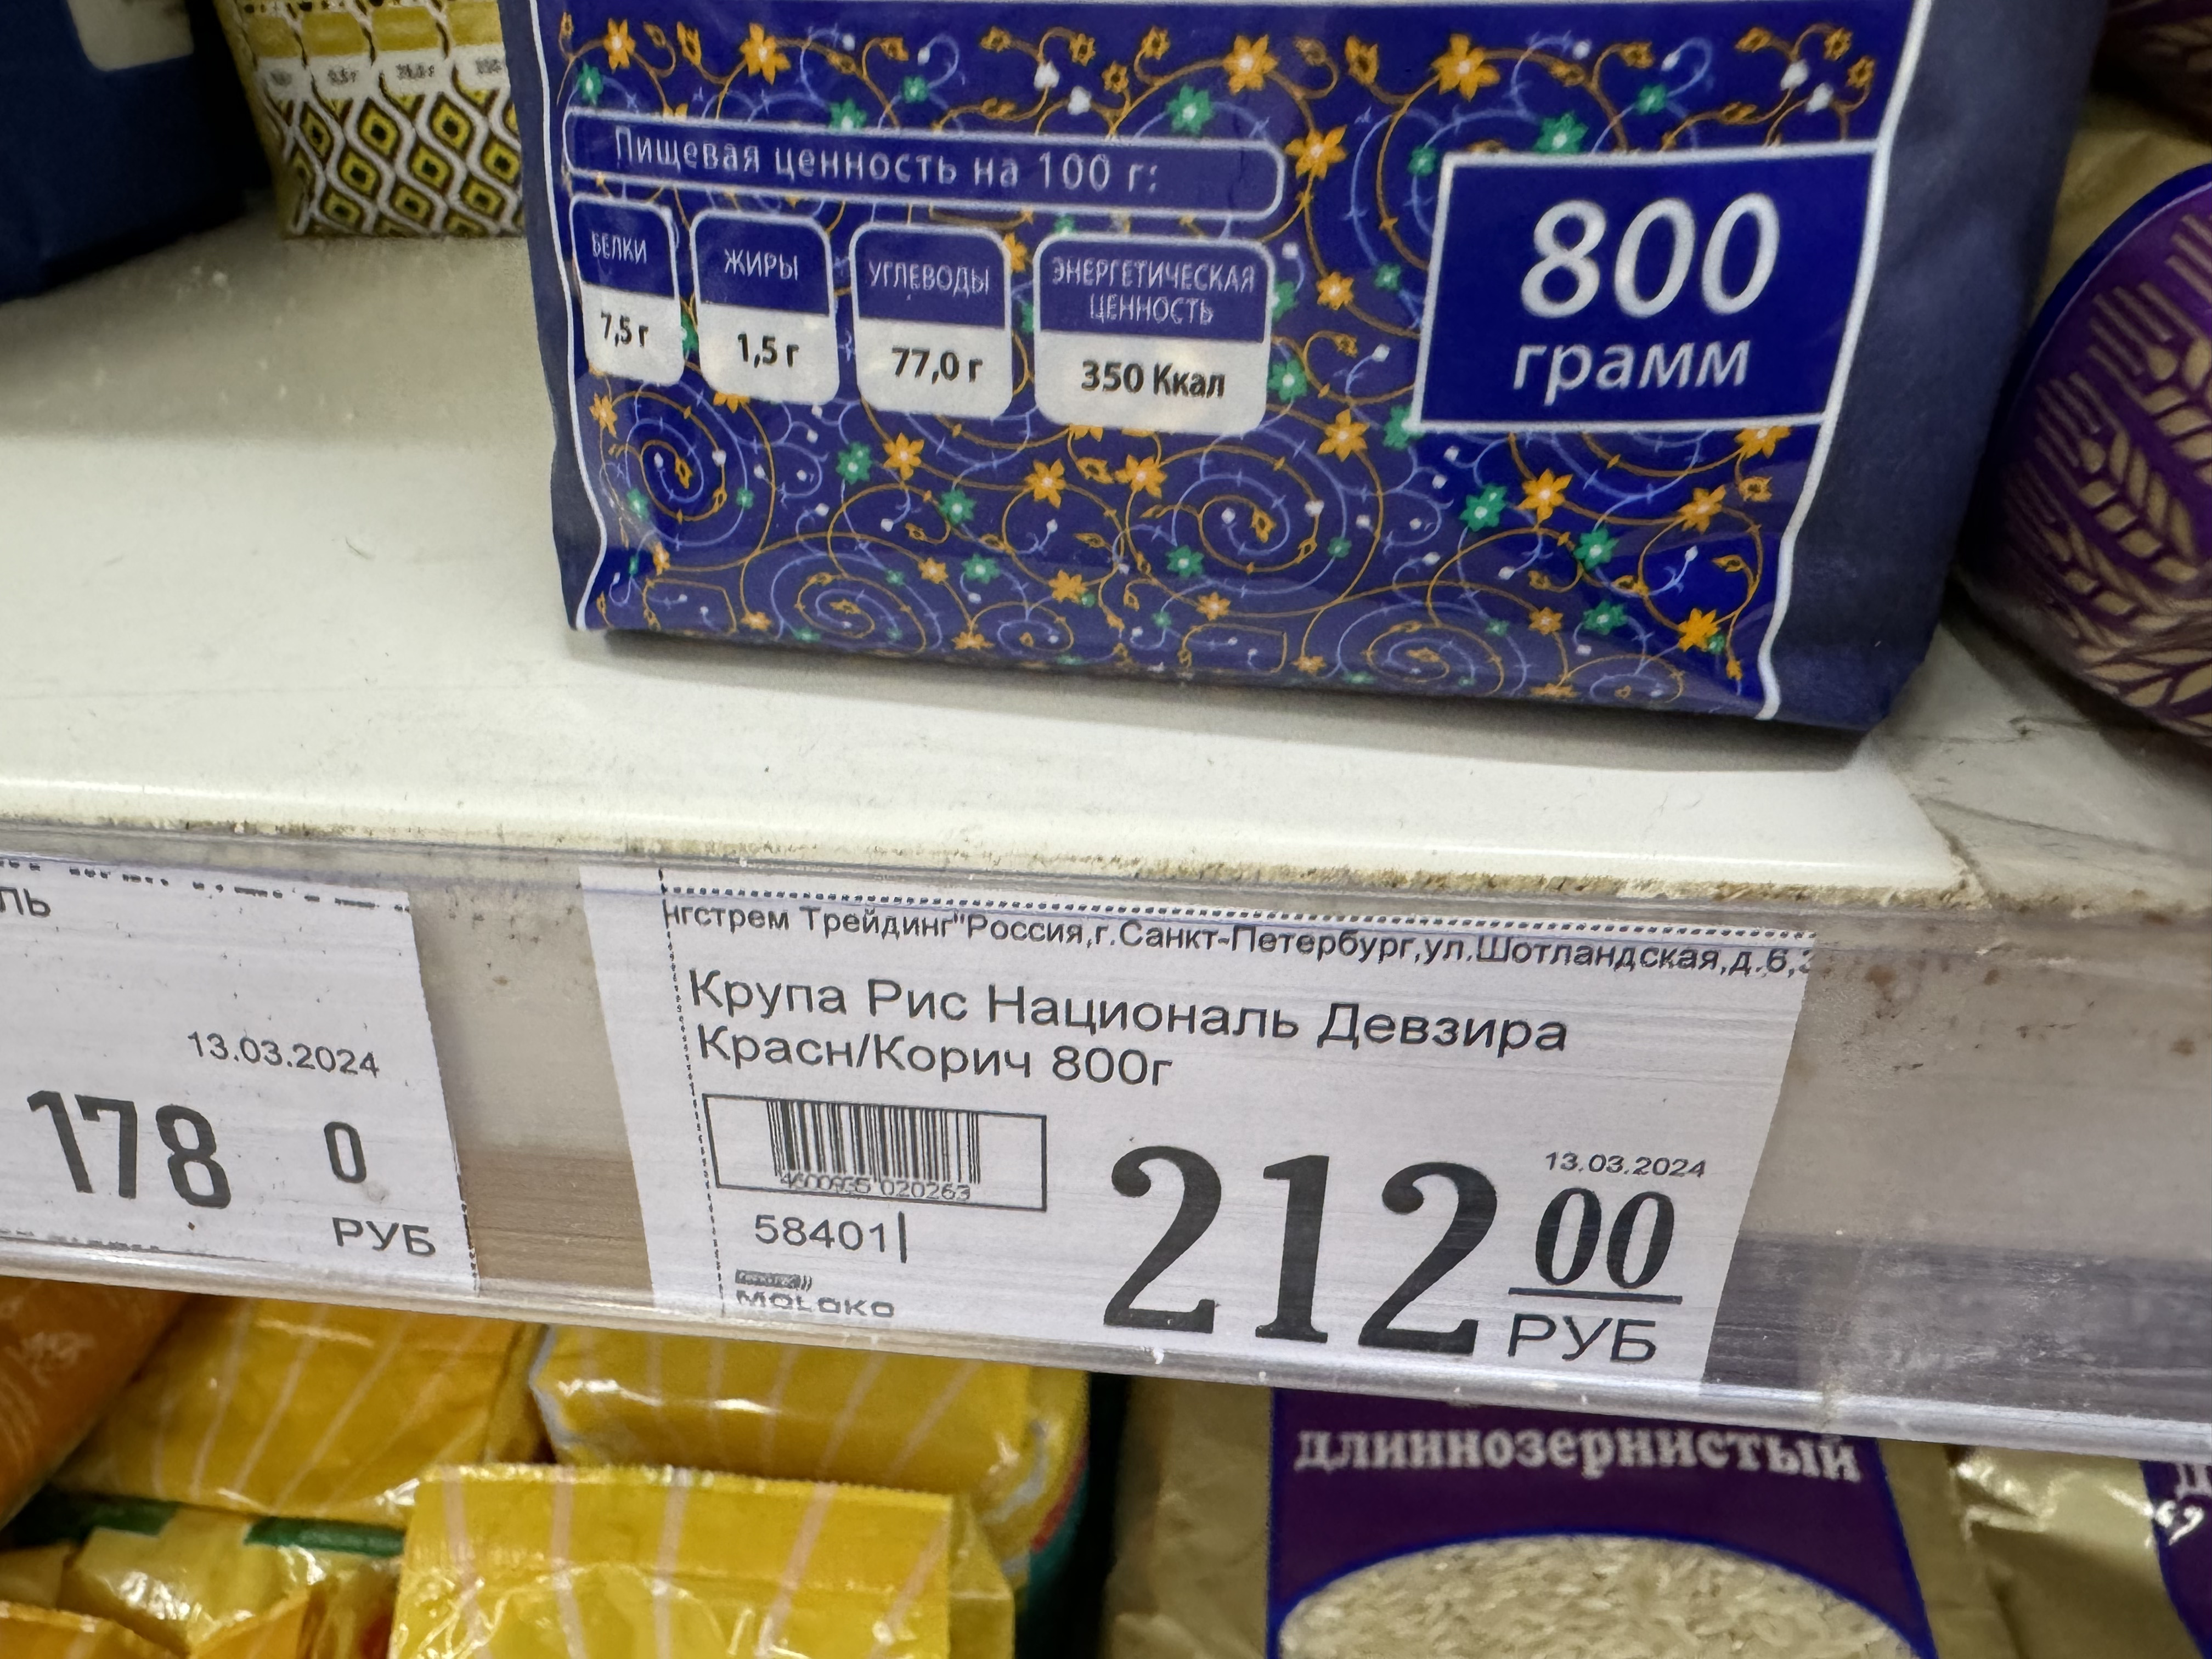 Пищевая ценность на 100 г:
БЕЛКИ
7,5 г
ЖИРЫ
1,5 г
УГЛЕВОДЫ
77,0 г
ЭНЕРГЕТИЧЕСКАЯ
ЦЕННОСТЬ
350 Ккал
800
грамм
ЛЬ
13.03.2024
178 0
РУБ
нгстрем Трейдинг"Россия,г.Санкт-Петербург,ул.Шотландская,д.6,
Крупа Рис Националь Девзира
Красн/Корич 800г
020263
58401
13.03.2024
212 00
РУБ
MOLOKO
длиннозернистый